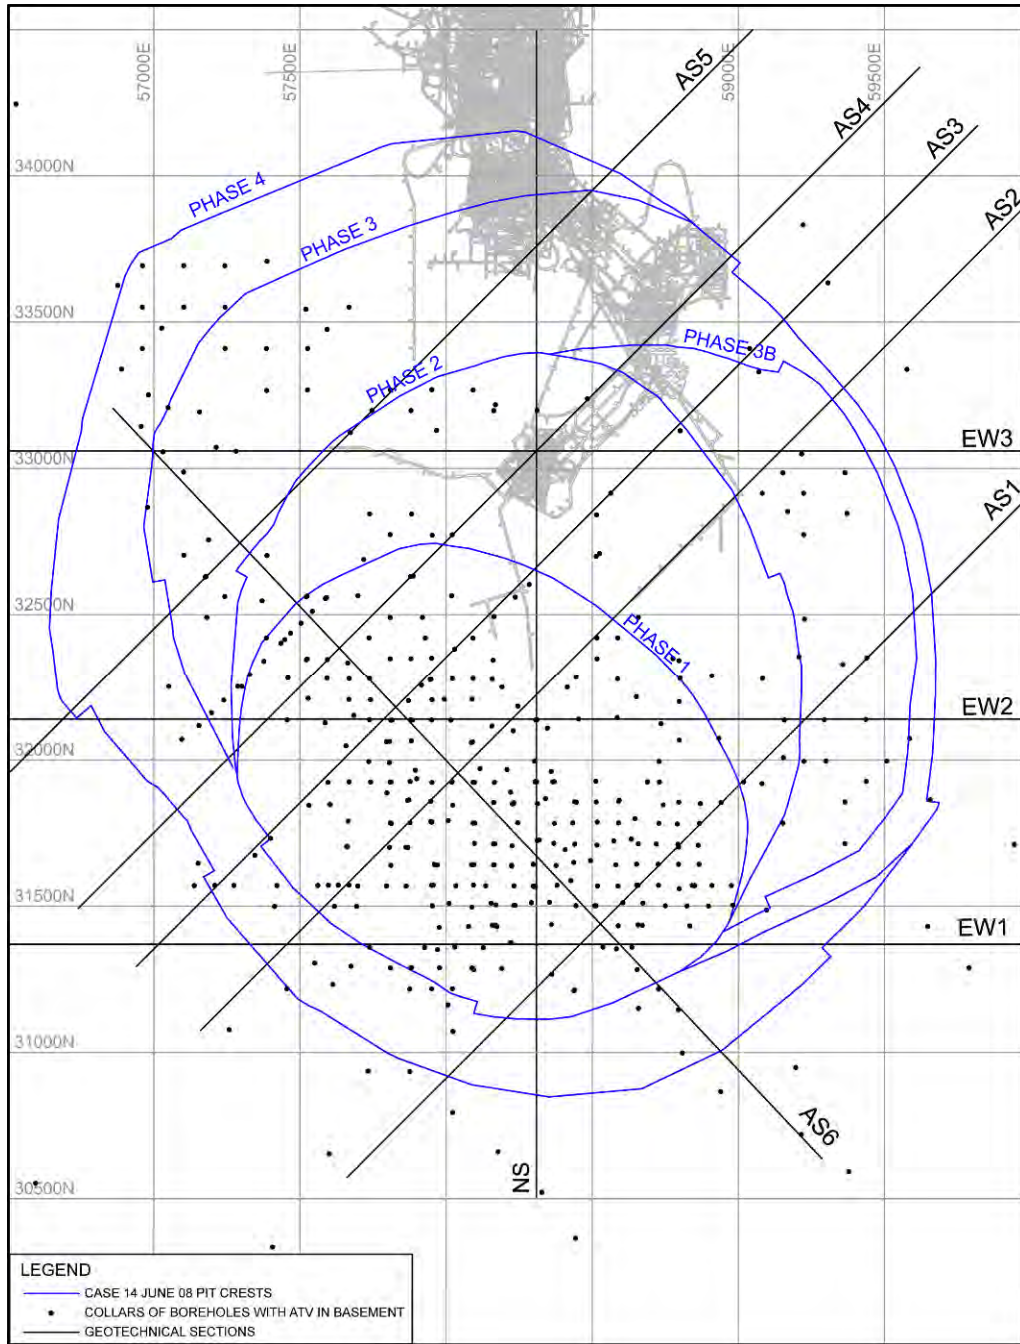 57000E
57500E
59000E
59500E
AS5
AS4
AS3
AS2
34000N
PHASE 4
PHASE 3
33500N
PHASE 3B
PHASE 2
33000N
EW3
AS1
32500N
PHASE 1
EW2
32000N
31500N
EW1
31000N
AS6
NS
30500N
LEGEND
CASE 14 JUNE 08 PIT CRESTS
COLLARS OF BOREHOLES WITH ATV IN BASEMENT
GEOTECHNICAL SECTIONS